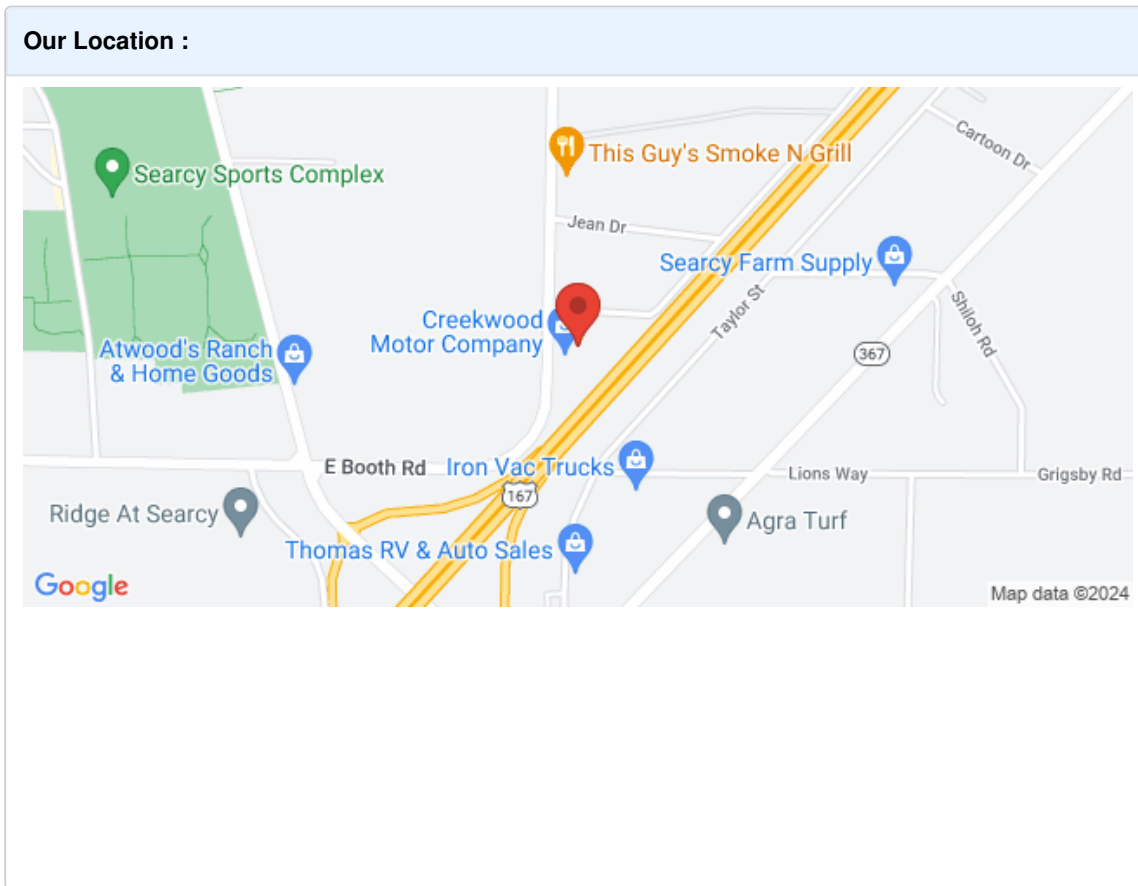 Our Location :
Cartoon Dr
This Guy's Smoke N Grill
Searcy Sports Complex
Jean Dr
Searcy Farm Supply
Taylor St
Shiloh Rd
Creekwood
Motor Company
367
Atwood's Ranch
& Home Goods
E Booth Rd
Iron Vac Trucks
Lions Way
Grigsby Rd
167
Ridge At Searcy
Agra Turf
Thomas RV & Auto Sales
Google
Map data ©2024